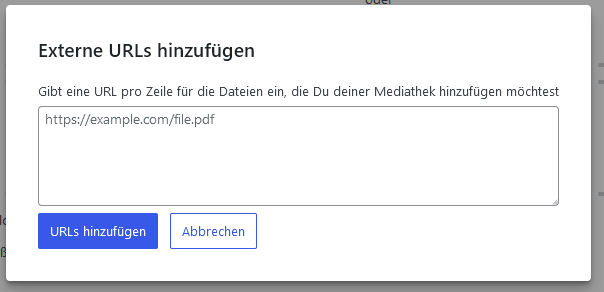 oder
Externe URLs hinzufügen
Gibt eine URL pro Zeile für die Dateien ein, die Du deiner Mediathek hinzufügen möchtest
https://example.com/file.pdf
URLs hinzufügen
Abbrechen